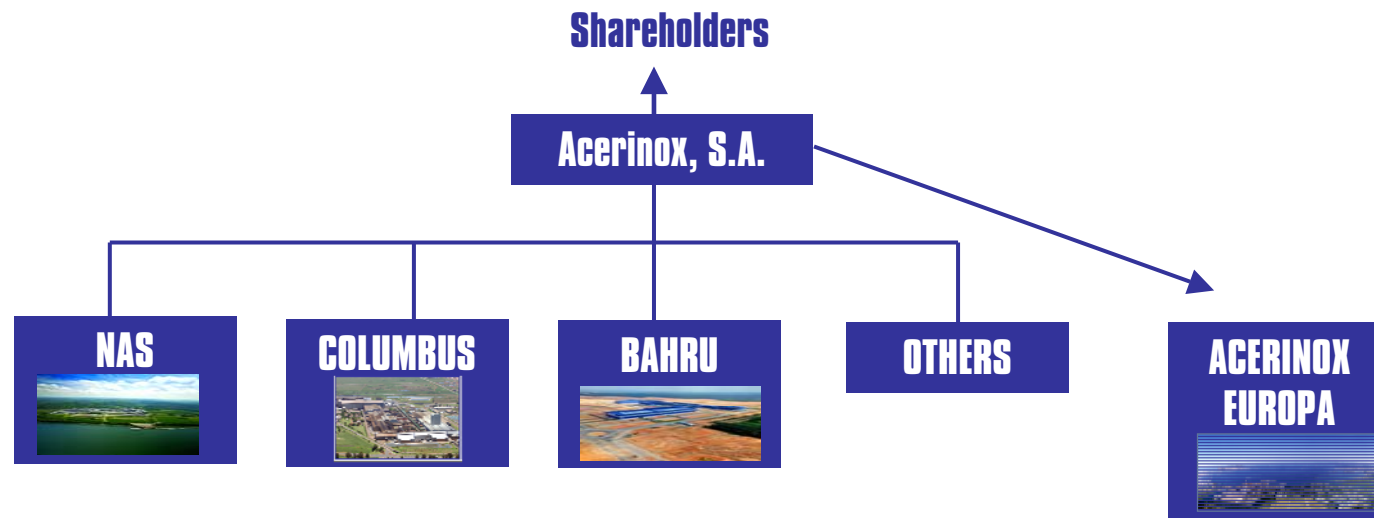 Shareholders
Acerinox, S.A.
NAS
COLUMBUS
BAHRU
OTHERS
ACERINOX
EUROPA